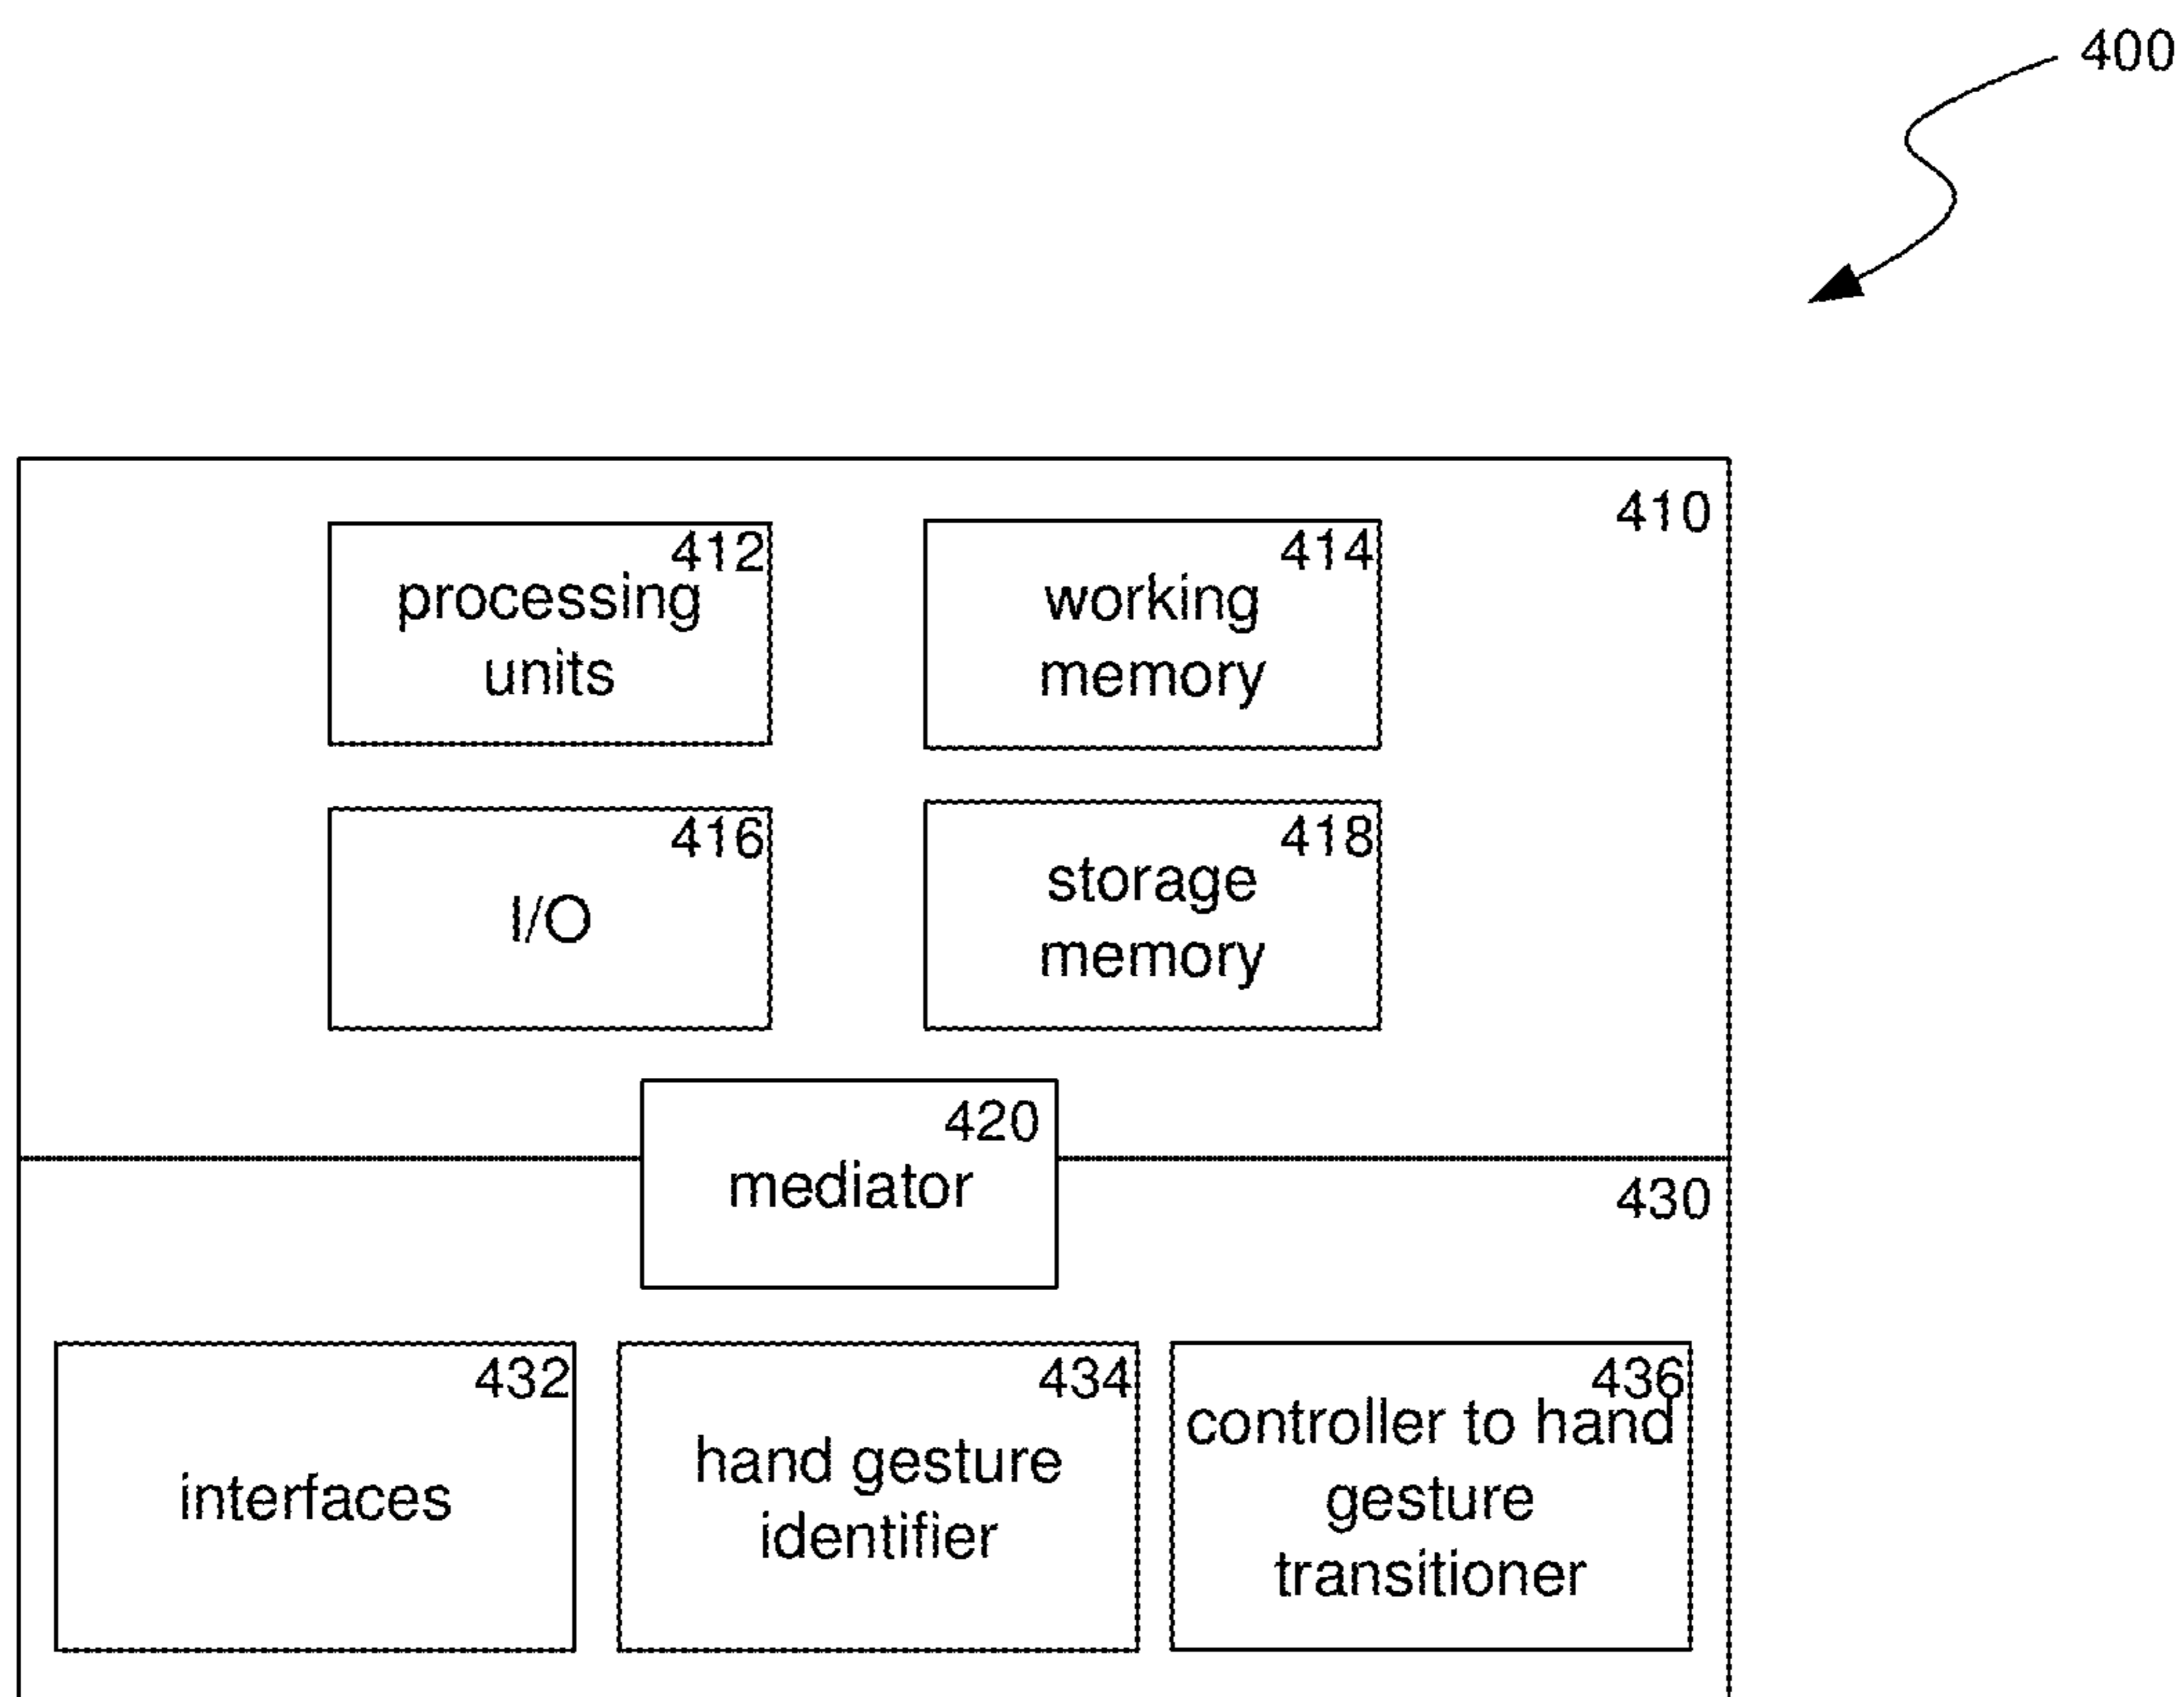 400
410
412
processing
units
414
working
memory
416
I/O
418
storage
memory
420
mediator
430
432
interfaces
434
hand gesture
identifier
436
controller to hand
gesture
transitioner